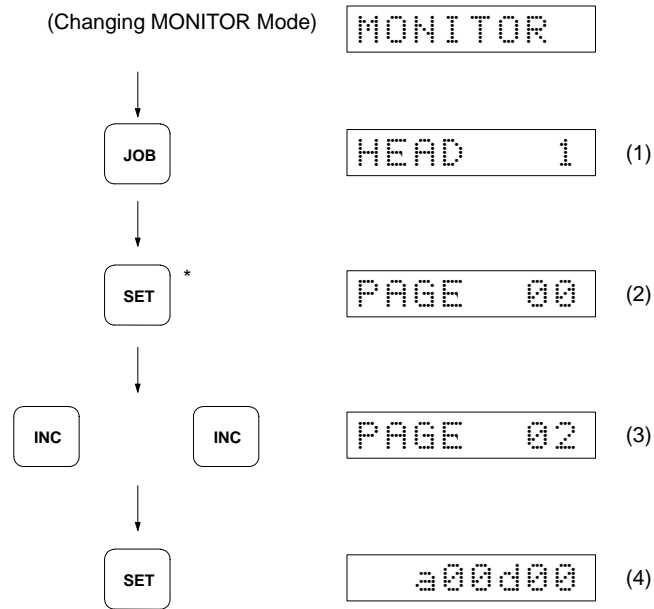 (Changing MONITOR Mode) MONITOR
JOB HEAD 1 (1)
SET * PAGE 00 (2)
INC INC PAGE 02 (3)
SET a00d00 (4)